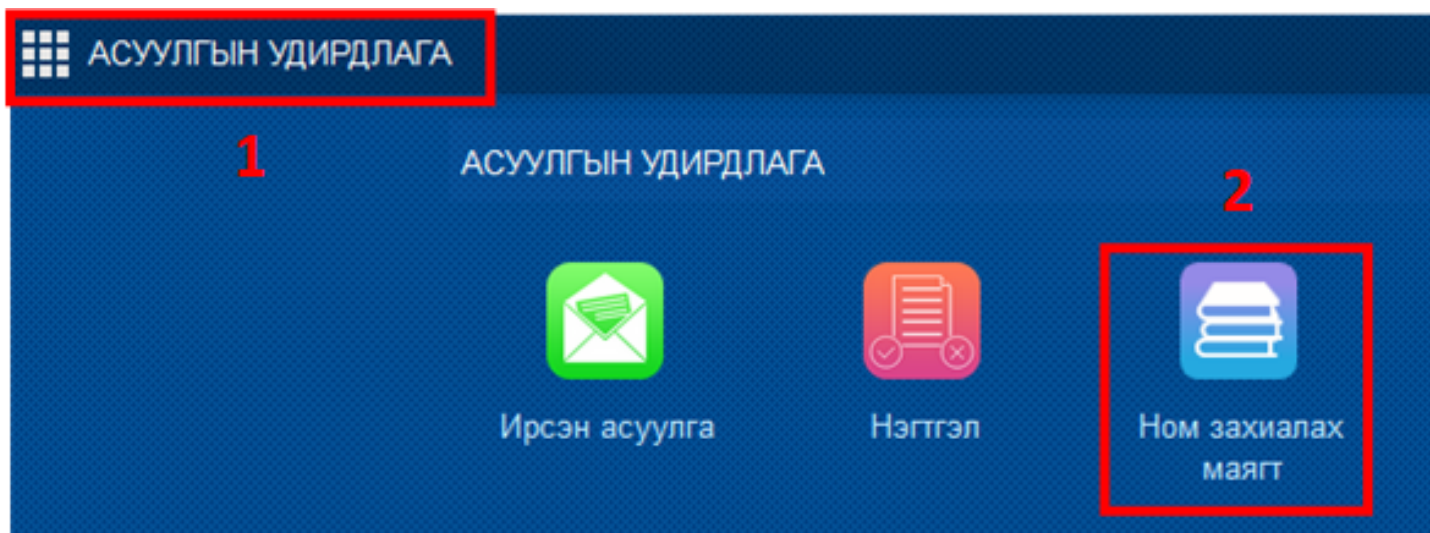 АСУУЛГЫН УДИРДЛАГА
1
АСУУЛГЫН УДИРДЛАГА
2
Ирсэн асуулга
Нэгтгэл
Ном захиалах
маягт